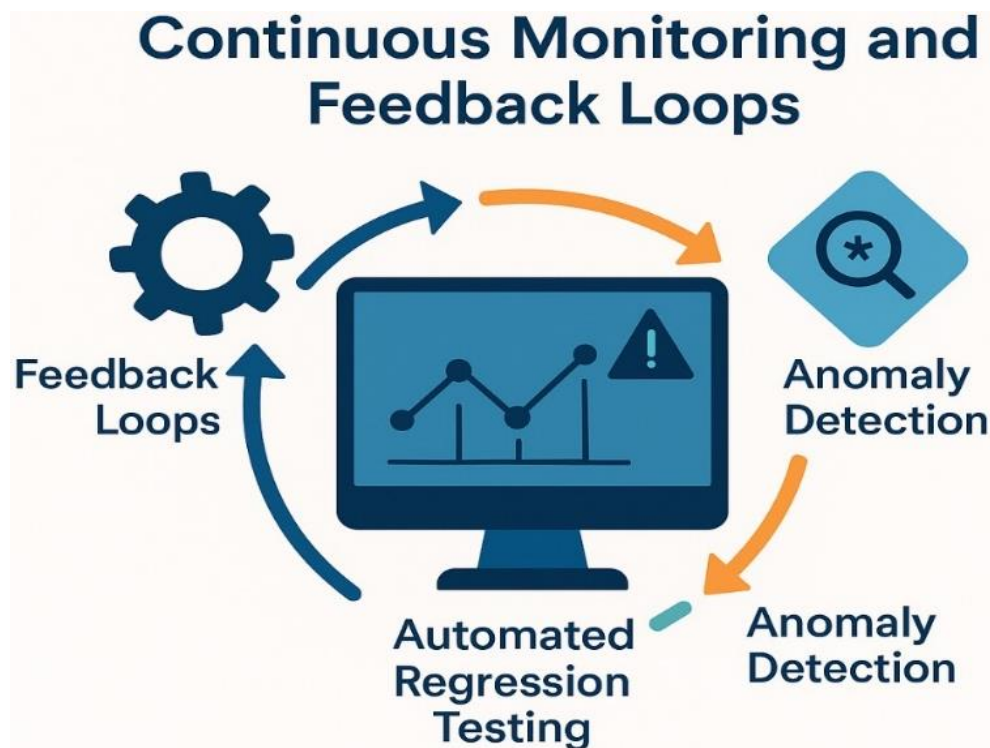 Continuous Monitoring and
Feedback Loops
Feedback
Loops
Anomaly
Detection
Automated
Regression
Testing
Anomaly
Detection